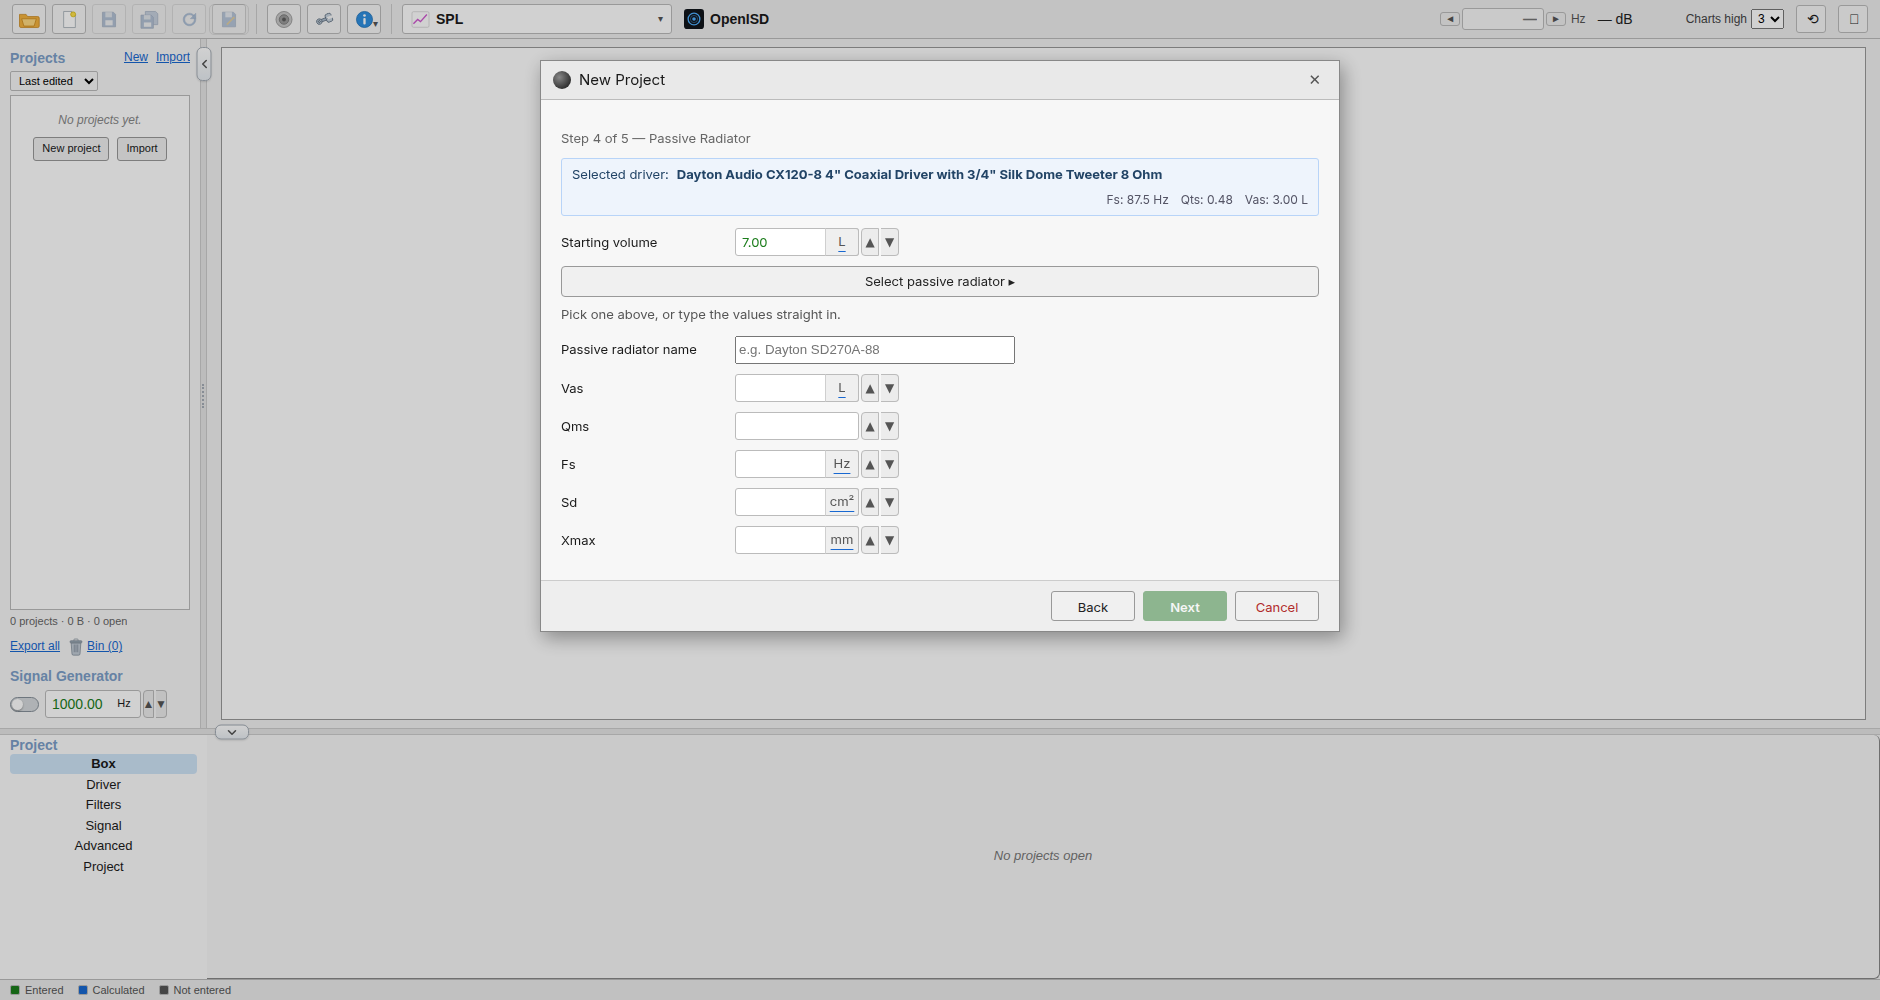 SPL
OpenISD
—
Hz
— dB
Charts high
3
Projects
New
Import
Last edited
No projects yet.
New project
Import
0 projects · 0 B · 0 open
Export all
Bin (0)
Signal Generator
1000.00
Hz
New Project
Step 4 of 5 — Passive Radiator
Selected driver: Dayton Audio CX120-8 4" Coaxial Driver with 3/4" Silk Dome Tweeter 8 Ohm
Fs: 87.5 Hz Qts: 0.48 Vas: 3.00 L
Starting volume 7.00 L
Select passive radiator ▸
Pick one above, or type the values straight in.
Passive radiator name e.g. Dayton SD270A-88
Vas L
Qms
Fs Hz
Sd cm²
Xmax mm
Back
Next
Cancel
Project
Box
Driver
Filters
Signal
Advanced
Project
No projects open
Entered
Calculated
Not entered